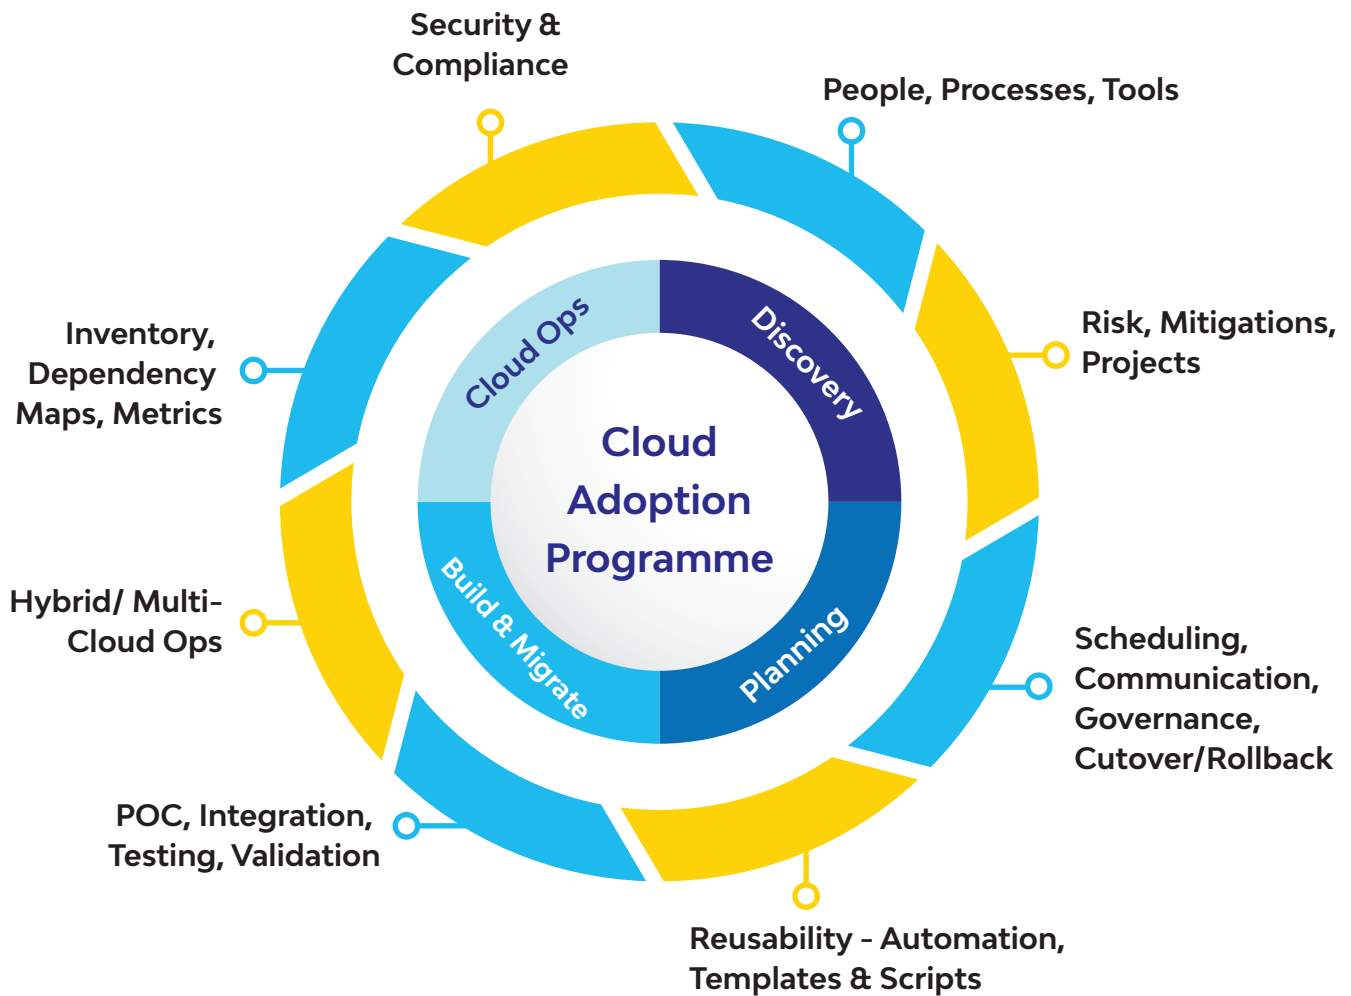 Security &
Compliance
People, Processes, Tools
Risk, Mitigations,
Projects
Scheduling,
Communication,
Governance,
Cutover/Rollback
Reusability - Automation,
Templates & Scripts
POC, Integration,
Testing, Validation
Hybrid/ Multi-
Cloud Ops
Inventory,
Dependency
Maps, Metrics
Cloud Ops
Discovery
Planning
Build & Migrate
Cloud
Adoption
Programme